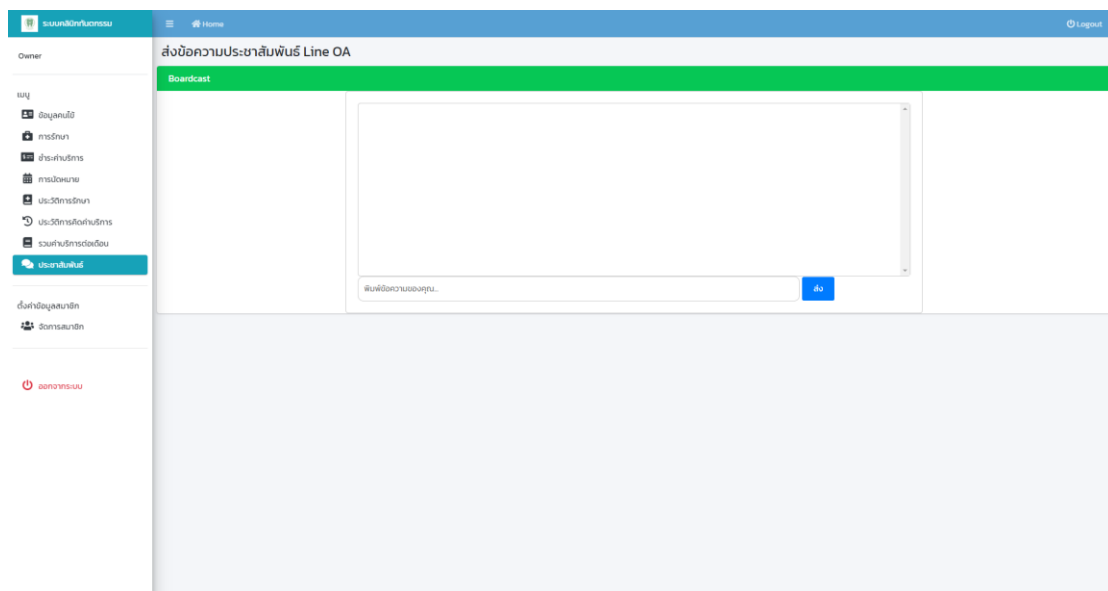 ระบบคลินิกทันตกรรม
Home
Logout
Owner
ส่งข้อความประชาสัมพันธ์ Line OA
Boardcast
เมนู
ข้อมูลคนไข้
การรักษา
ชำระค่าบริการ
การนัดหมาย
ประวัติการรักษา
ประวัติการคิดค่าบริการ
รวมค่าบริการต่อเดือน
ประชาสัมพันธ์
พิมพ์ข้อความของคุณ..
ส่ง
ตั้งค่าข้อมูลสมาชิก
จัดการสมาชิก
ออกจากระบบ